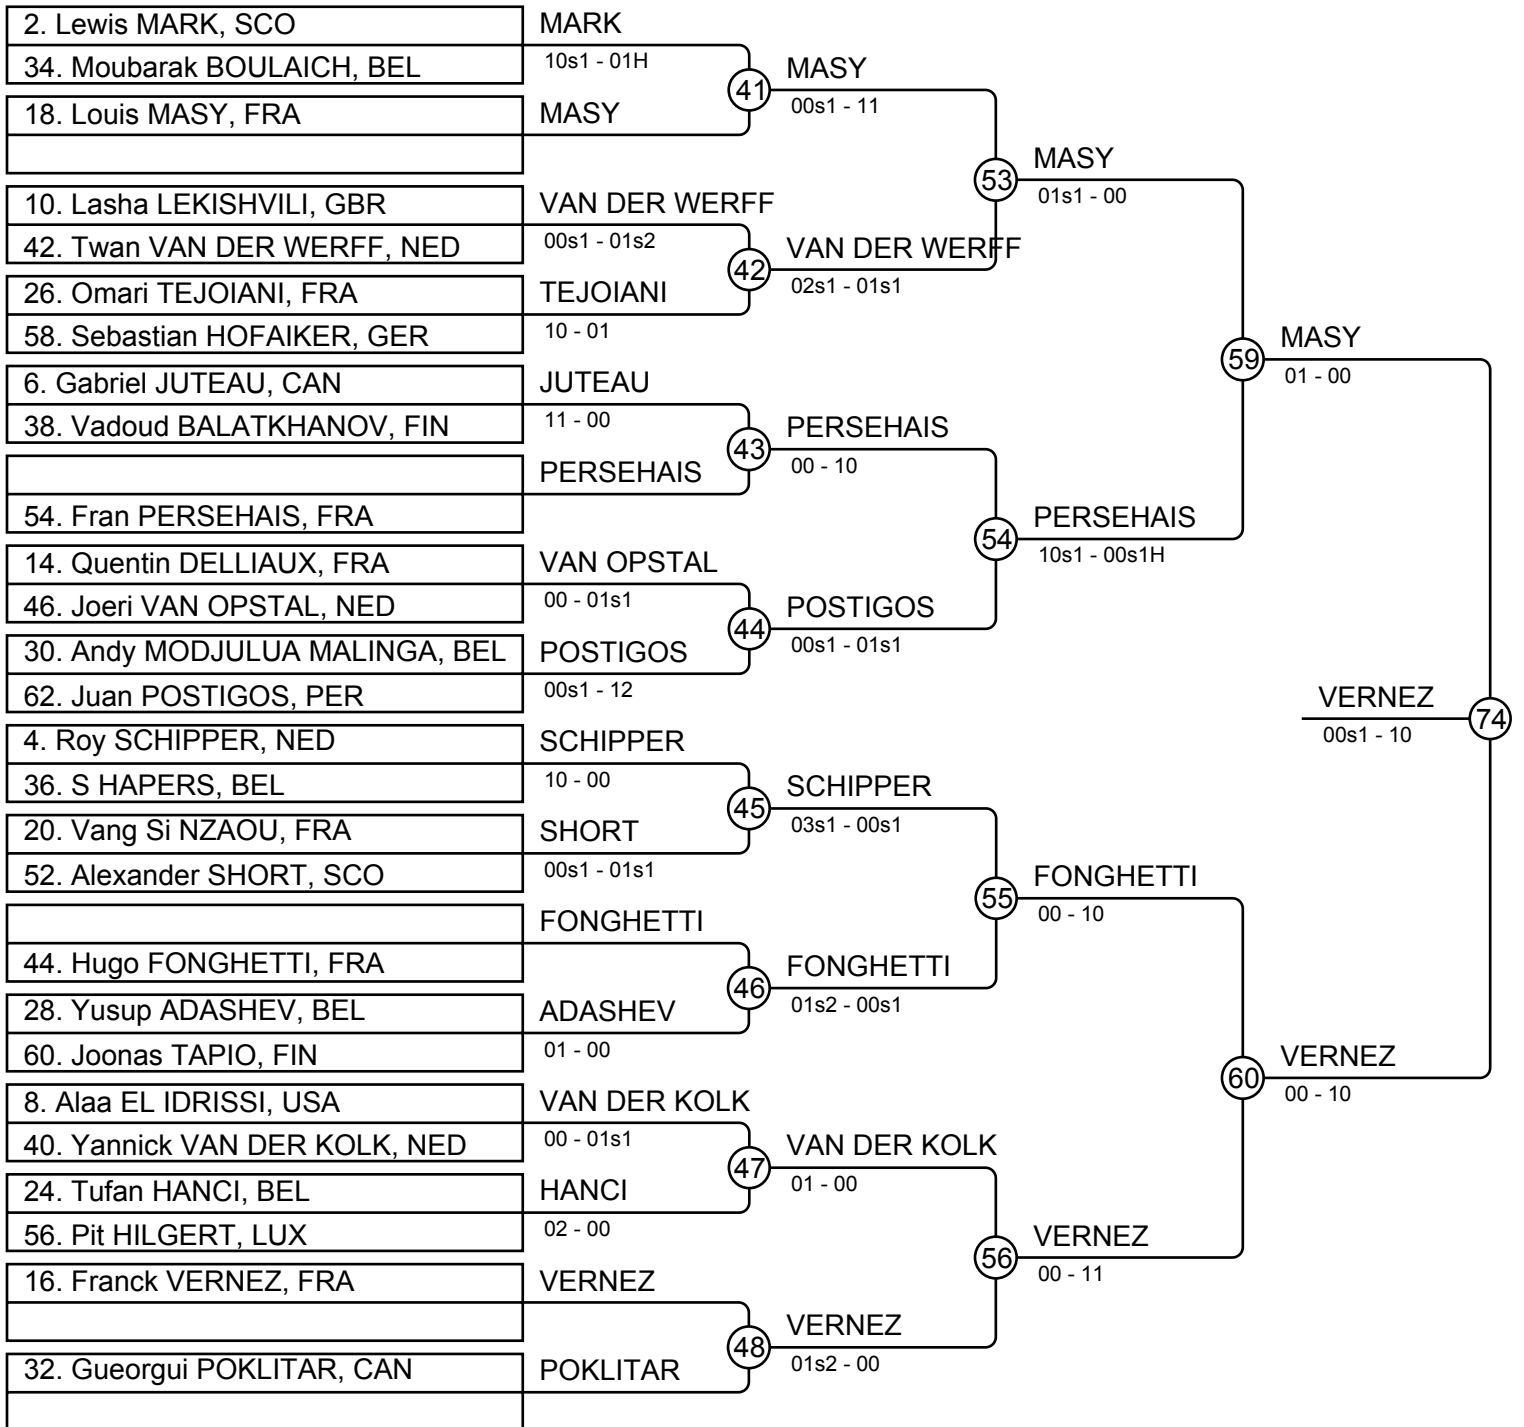 2. Lewis MARK, SCO
34. Moubarak BOULAICH, BEL
18. Louis MASY, FRA
10. Lasha LEKISHVILI, GBR
42. Twan VAN DER WERFF, NED
26. Omari TEJOIANI, FRA
58. Sebastian HOFAIKER, GER
6. Gabriel JUTEAU, CAN
38. Vadoud BALATKHANOV, FIN
54. Fran PERSEHAIS, FRA
14. Quentin DELLIAUX, FRA
46. Joeri VAN OPSTAL, NED
30. Andy MODJULUA MALINGA, BEL
62. Juan POSTIGOS, PER
4. Roy SCHIPPER, NED
36. S HAPERS, BEL
20. Vang Si NZAOU, FRA
52. Alexander SHORT, SCO
44. Hugo FONGHETTI, FRA
28. Yusup ADASHEV, BEL
60. Joonas TAPIO, FIN
8. Alaa EL IDRISSI, USA
40. Yannick VAN DER KOLK, NED
24. Tufan HANCI, BEL
56. Pit HILGERT, LUX
16. Franck VERNEZ, FRA
32. Gueorgui POKLITAR, CAN
MARK
10s1 - 01H
MASY
VAN DER WERFF
00s1 - 01s2
TEJOIANI
10 - 01
JUTEAU
11 - 00
PERSEHAIS
VAN OPSTAL
00 - 01s1
POSTIGOS
00s1 - 12
SCHIPPER
10 - 00
SHORT
00s1 - 01s1
FONGHETTI
ADASHEV
01 - 00
VAN DER KOLK
00 - 01s1
HANCI
02 - 00
VERNEZ
POKLITAR
41
MASY
00s1 - 11
42
VAN DER WERFF
02s1 - 01s1
43
PERSEHAIS
00 - 10
44
POSTIGOS
00s1 - 01s1
45
SCHIPPER
03s1 - 00s1
46
FONGHETTI
01s2 - 00s1
47
VAN DER KOLK
01 - 00
48
VERNEZ
01s2 - 00
53
MASY
01s1 - 00
54
PERSEHAIS
10s1 - 00s1H
55
FONGHETTI
00 - 10
56
VERNEZ
00 - 11
59
MASY
01 - 00
60
VERNEZ
00 - 10
VERNEZ
00s1 - 10
74